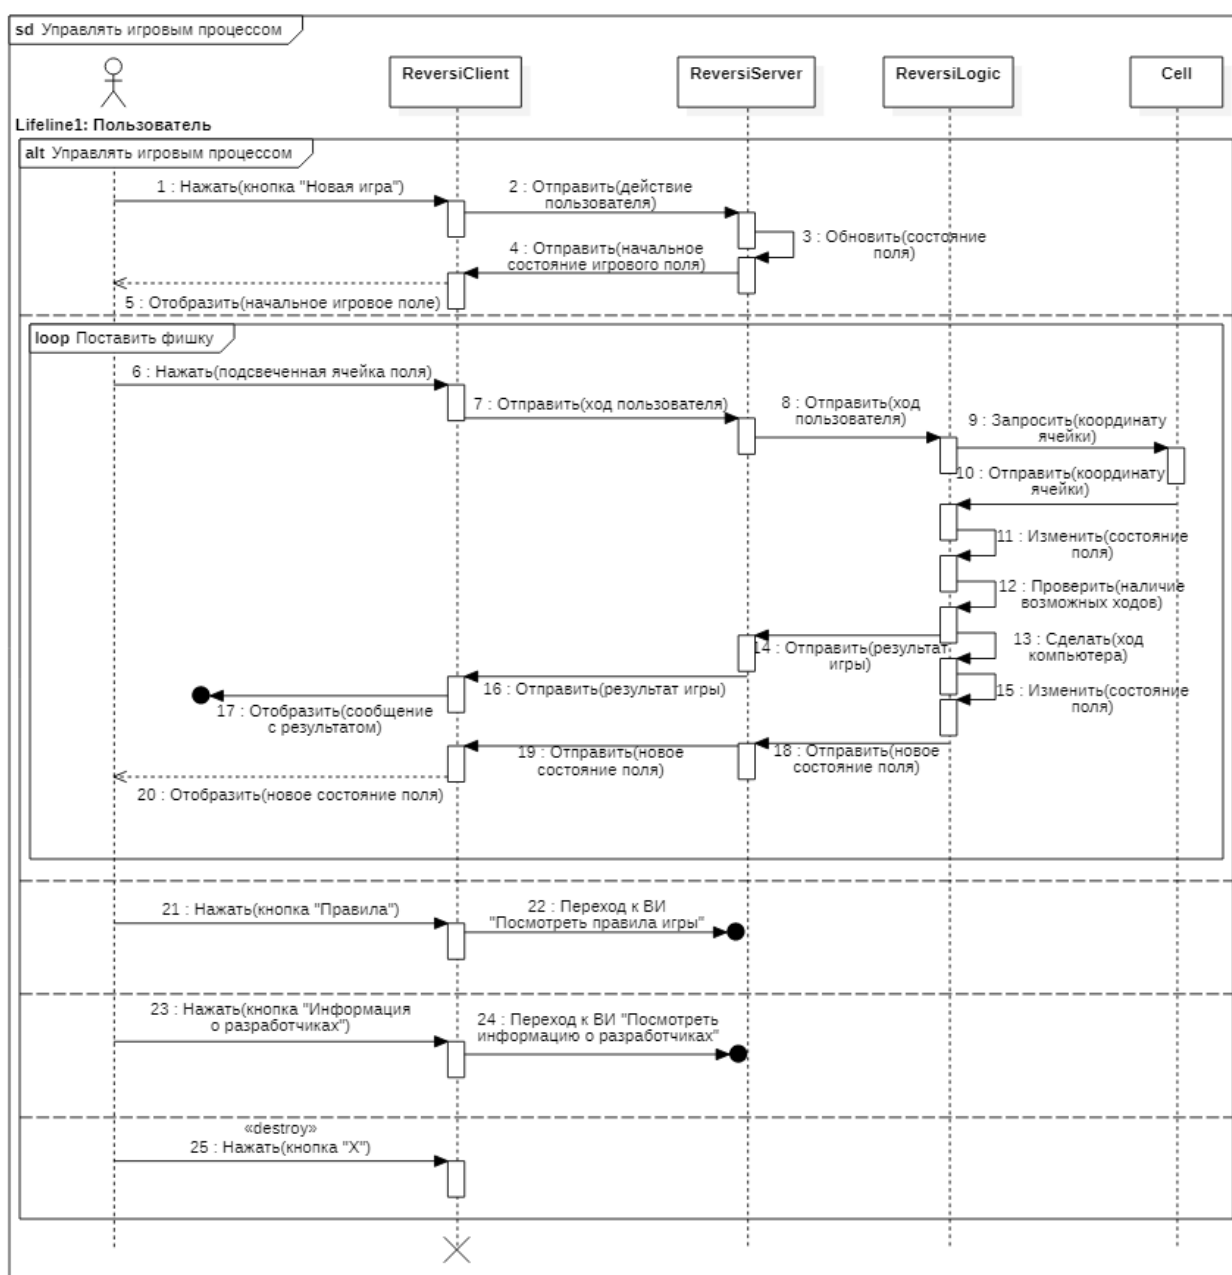 sd Управлять игровым процессом
ReversiClient
ReversiServer
ReversiLogic
Cell
Lifeline1: Пользователь
alt Управлять игровым процессом
1 : Нажать(кнопка "Новая игра")
2 : Отправить(действие
пользователя)
3 : Обновить(состояние
поля)
4 : Отправить(начальное
состояние игрового поля)
5 : Отобразить(начальное игровое поле)
loop Поставить фишку
6 : Нажать(подсвеченная ячейка поля)
7 : Отправить(ход пользователя)
8 : Отправить(ход
пользователя)
9 : Запросить(координату
ячейки)
10 : Отправить(координату
ячейки)
11 : Изменить(состояние
поля)
12 : Проверить(наличие
возможных ходов)
13 : Сделать(ход
компьютера)
14 : Отправить(результат
игры)
15 : Изменить(состояние
поля)
16 : Отправить(результат игры)
17 : Отобразить(сообщение
с результатом)
18 : Отправить(новое
состояние поля)
19 : Отправить(новое
состояние поля)
20 : Отобразить(новое состояние поля)
21 : Нажать(кнопка "Правила")
22 : Переход к ВИ
"Посмотреть правила игры"
23 : Нажать(кнопка "Информация
о разработчиках")
24 : Переход к ВИ "Посмотреть
информацию о разработчиках"
«destroy»
25 : Нажать(кнопка "X")